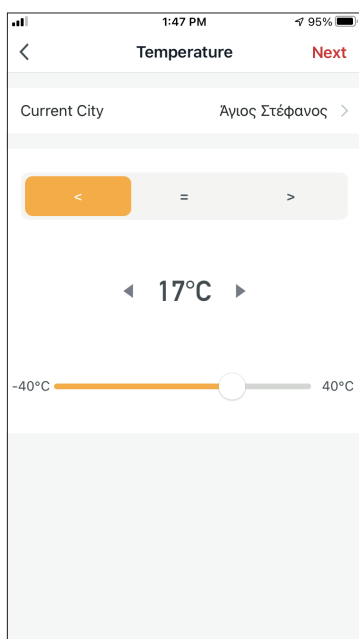 1:47 PM 95%
Temperature Next
Current City Άγιος Στέφανος >
< = >
17°C
-40°C 40°C